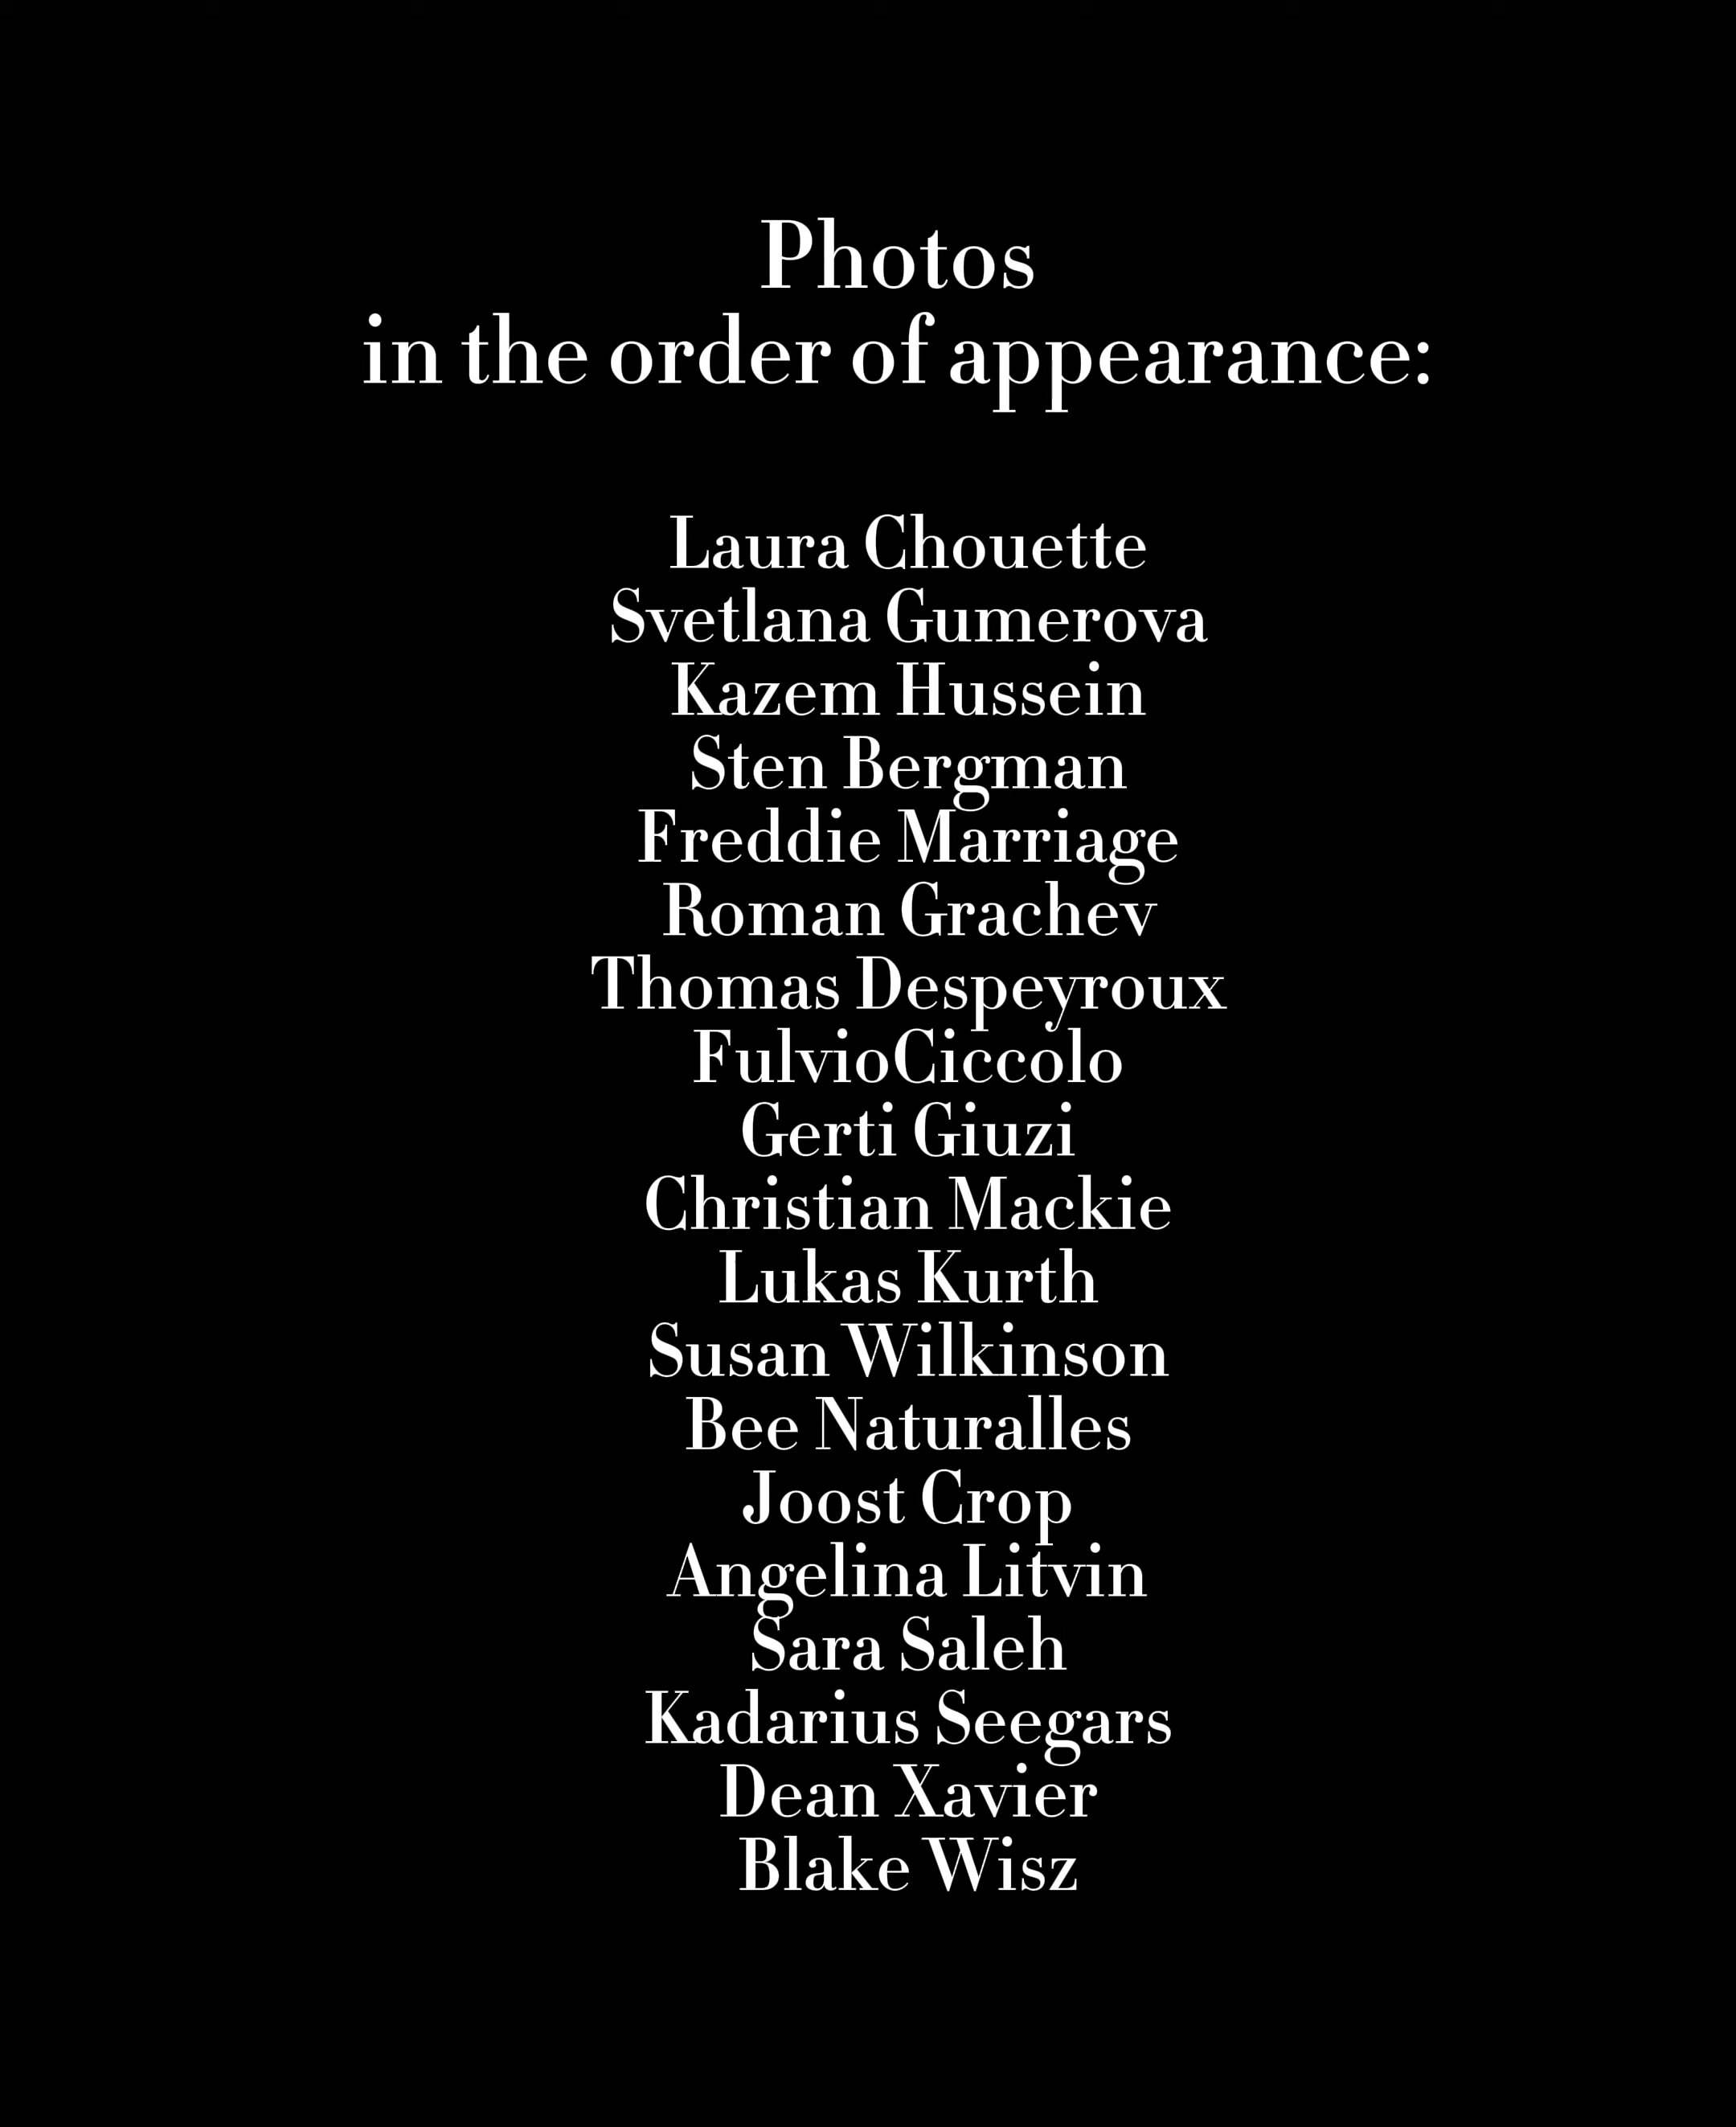 Photos
in the order of appearance:
Laura Chouette
Svetlana Gumerova
Kazem Hussein
Sten Bergman
Freddie Marriage
Roman Grachev
Thomas Despeyroux
FulvioCiccolo
Gerti Giuzi
Christian Mackie
Lukas Kurth
Susan Wilkinson
Bee Naturalles
Joost Crop
Angelina Litvin
Sara Saleh
Kadarius Seegars
Dean Xavier
Blake Wisz